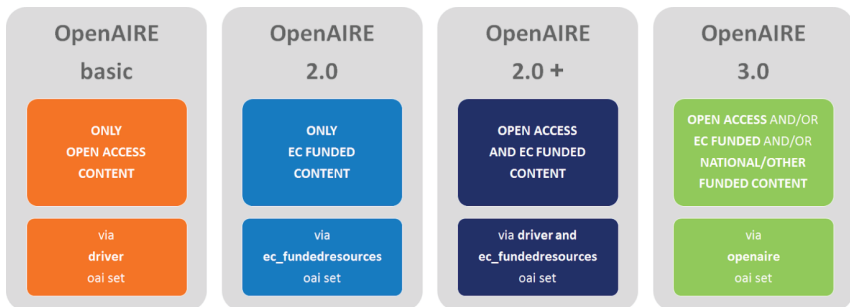 OpenAIRE
basic
ONLY
OPEN ACCESS
CONTENT
via
driver
oai set
OpenAIRE
2.0
ONLY
EC FUNDED
CONTENT
via
ec_fundedresources
oai set
OpenAIRE
2.0 +
OPEN ACCESS
AND EC FUNDED
CONTENT
via driver and
ec_fundedresources
oai set
OpenAIRE
3.0
OPEN ACCESS AND/OR
EC FUNDED AND/OR
NATIONAL/OTHER
FUNDED CONTENT
via
openaire
oai set